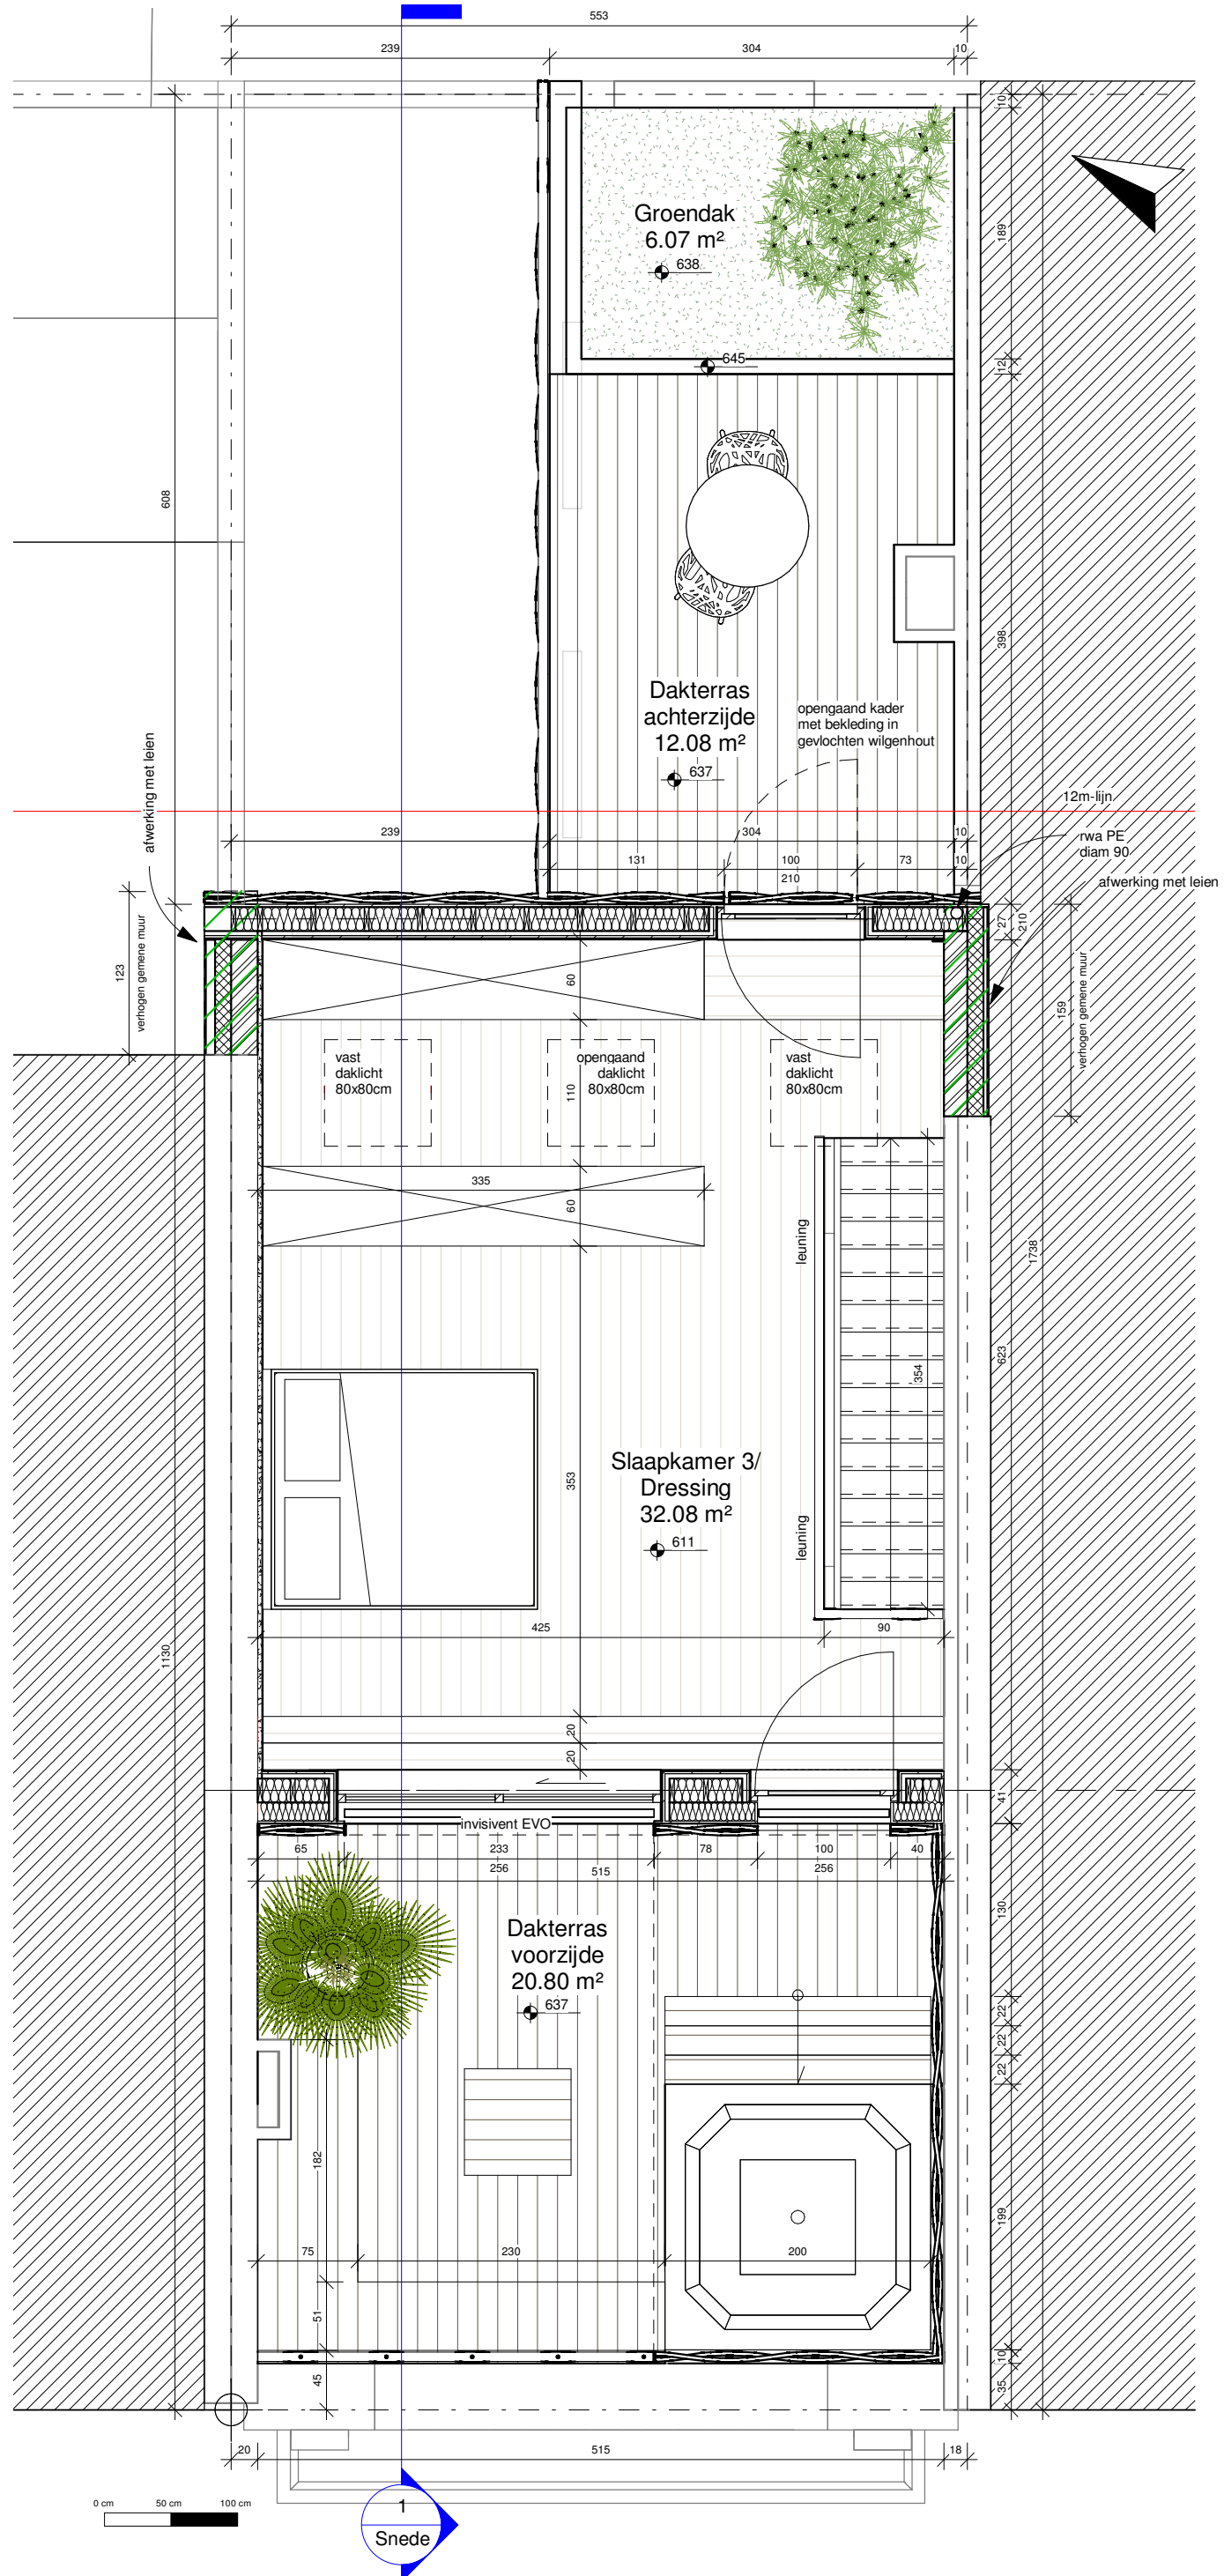 553
239
304
10
10
189
Groendak
6.07 m²
638
645
12
608
398
Dakterras
achterzijde
12.08 m²
637
opengaand kader
met bekleding in
gevlochten wilgenhout
afwerking met leien
12m-lijn
rwa PE
diam 90
afwerking met leien
239
304
10
131
100
73
10
210
27
210
123
verhogen gemene muur
60
159
verhogen gemene muur
vast
daklicht
80x80cm
opengaand
daklicht
80x80cm
vast
daklicht
80x80cm
110
335
60
leuning
1738
623
354
353
Slaapkamer 3/
Dressing
32.08 m²
611
leuning
425
90
1130
20
20
41
invisivent EVO
65
233
78
100
40
256
515
256
130
Dakterras
voorzijde
20.80 m²
637
22
22
22
182
199
75
230
200
51
10
45
35
20
515
18
0 cm
50 cm
100 cm
1
Snede